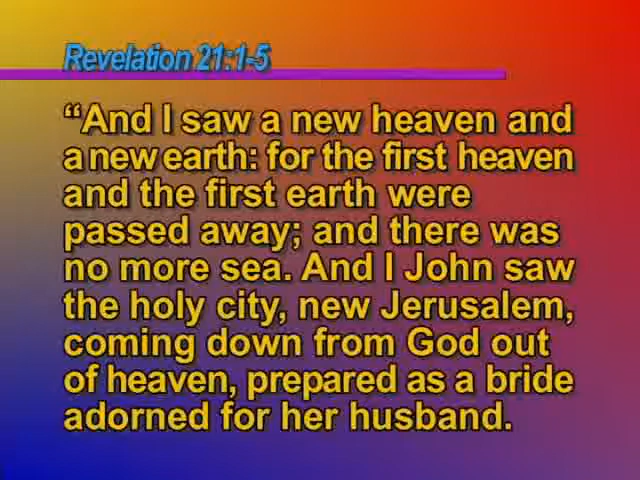 Revelation 21:1-5
“And I saw a new heaven and
a new earth: for the first heaven
and the first earth were
passed away; and there was
no more sea. And I John saw
the holy city, new Jerusalem,
coming down from God out
of heaven, prepared as a bride
adorned for her husband.